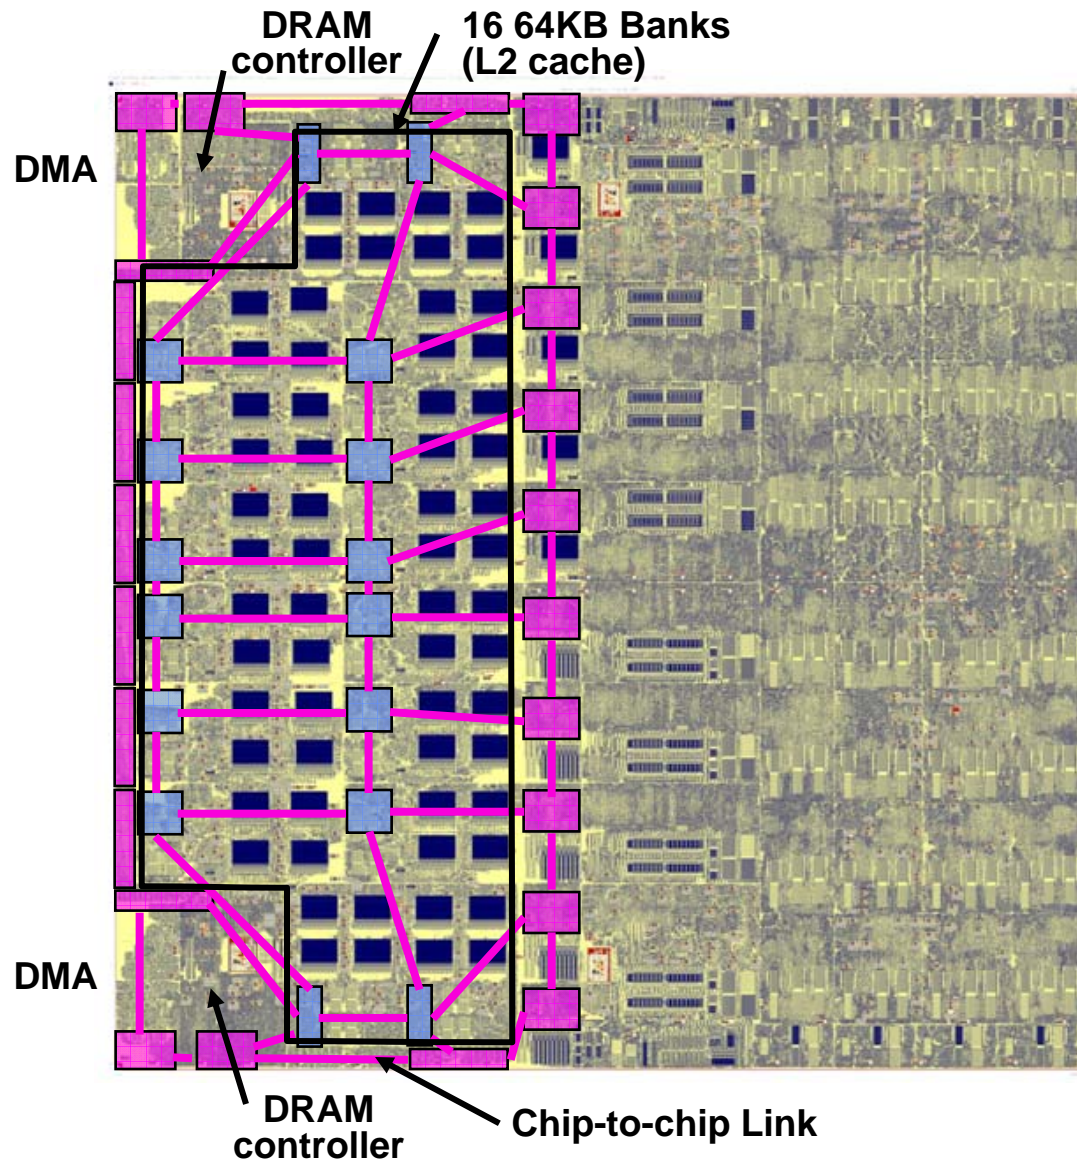 DRAM
controller
16 64KB Banks
(L2 cache)
DMA
DMA
DRAM
controller
Chip-to-chip Link